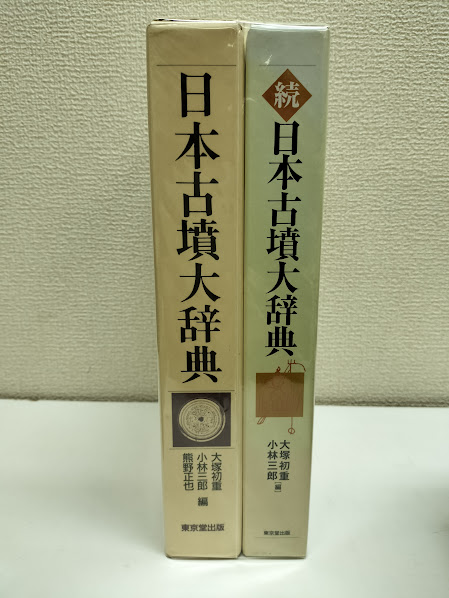 日本古墳大辞典
大塚初重
小林三郎
熊野正也
編
東京堂出版
続
日本古墳大辞典
大塚初重
小林三郎
[編]
東京堂出版